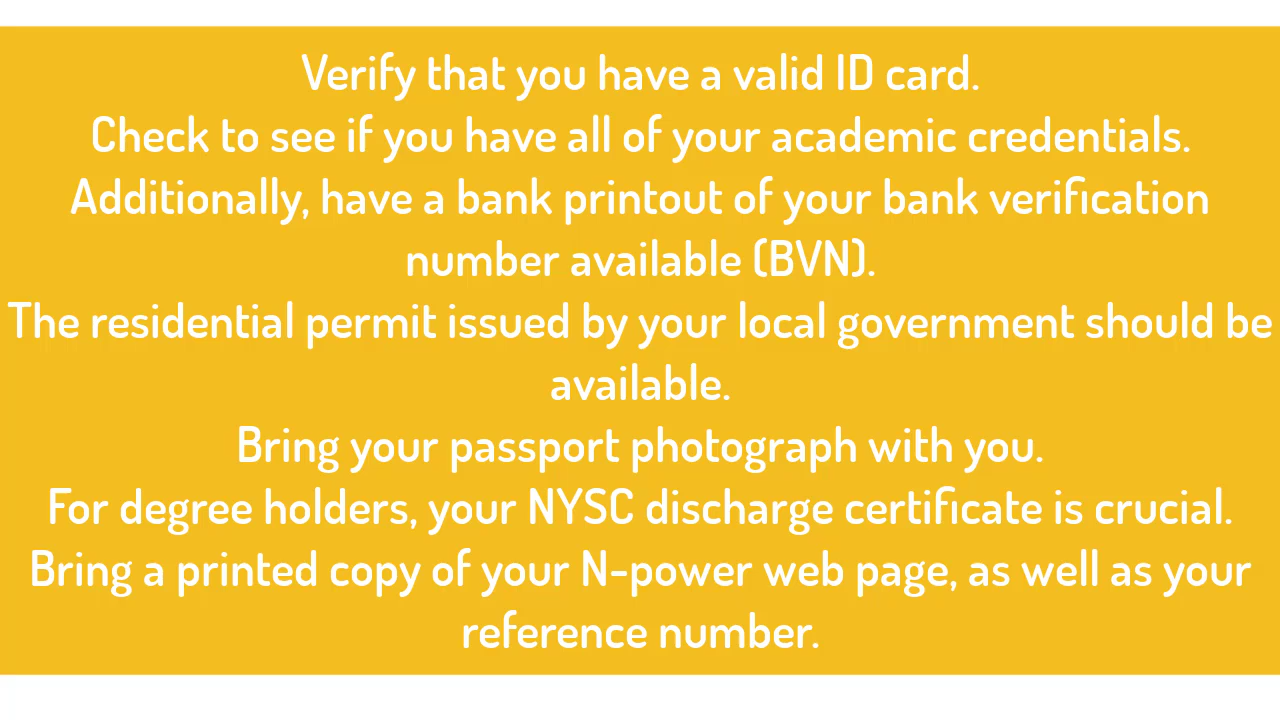 Verify that you have a valid ID card.
Check to see if you have all of your academic credentials.
Additionally, have a bank printout of your bank verification
number available (BVN).
The residential permit issued by your local government should be
available.
Bring your passport photograph with you.
For degree holders, your NYSC discharge certificate is crucial.
Bring a printed copy of your N-power web page, as well as your
reference number.